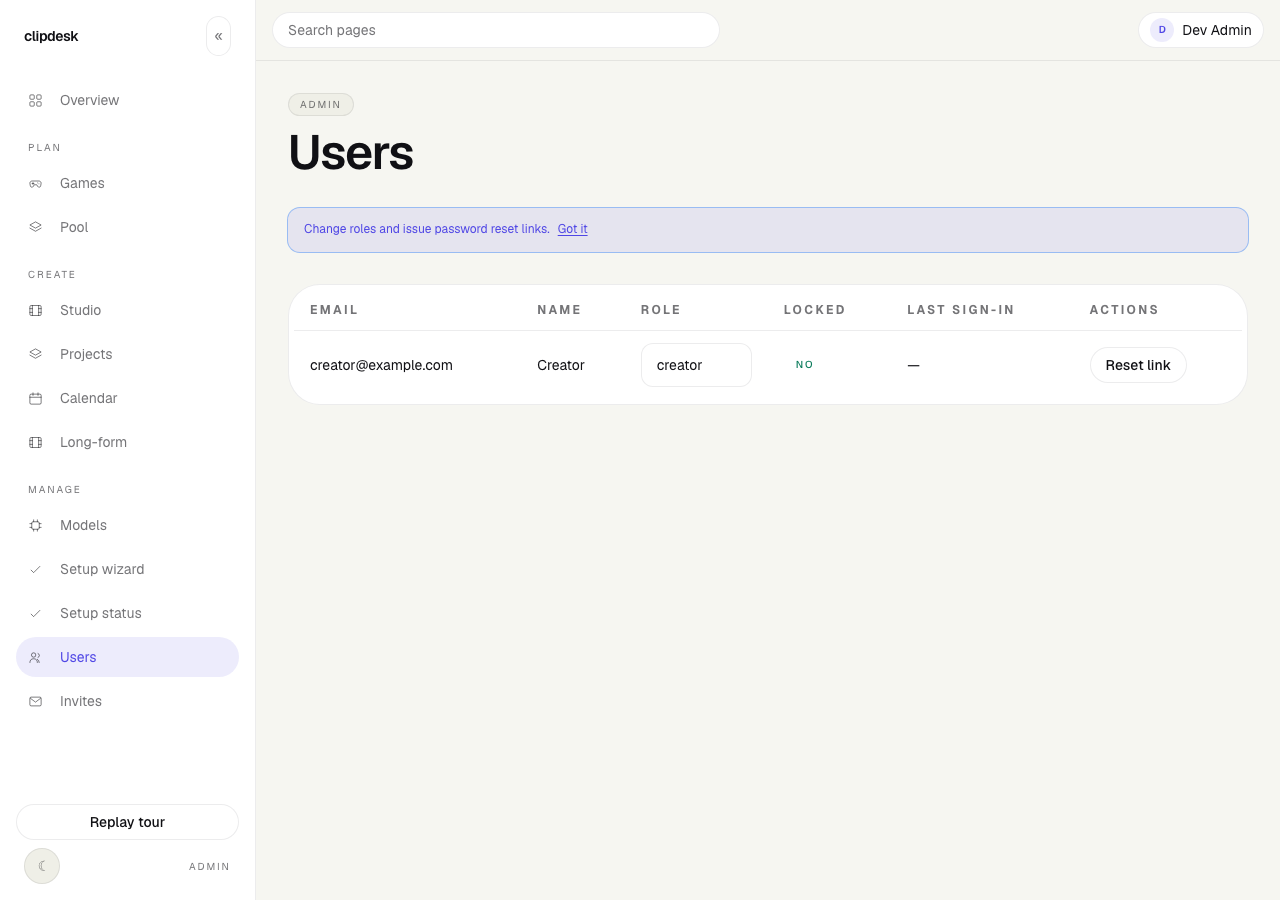 clipdesk
«
Search pages
D
Dev Admin
Overview
PLAN
Games
Pool
CREATE
Studio
Projects
Calendar
Long-form
MANAGE
Models
Setup wizard
Setup status
Users
Invites
Replay tour
ADMIN
ADMIN
Users
Change roles and issue password reset links. Got it
EMAIL NAME ROLE LOCKED LAST SIGN-IN ACTIONS
creator@example.com Creator creator NO — Reset link